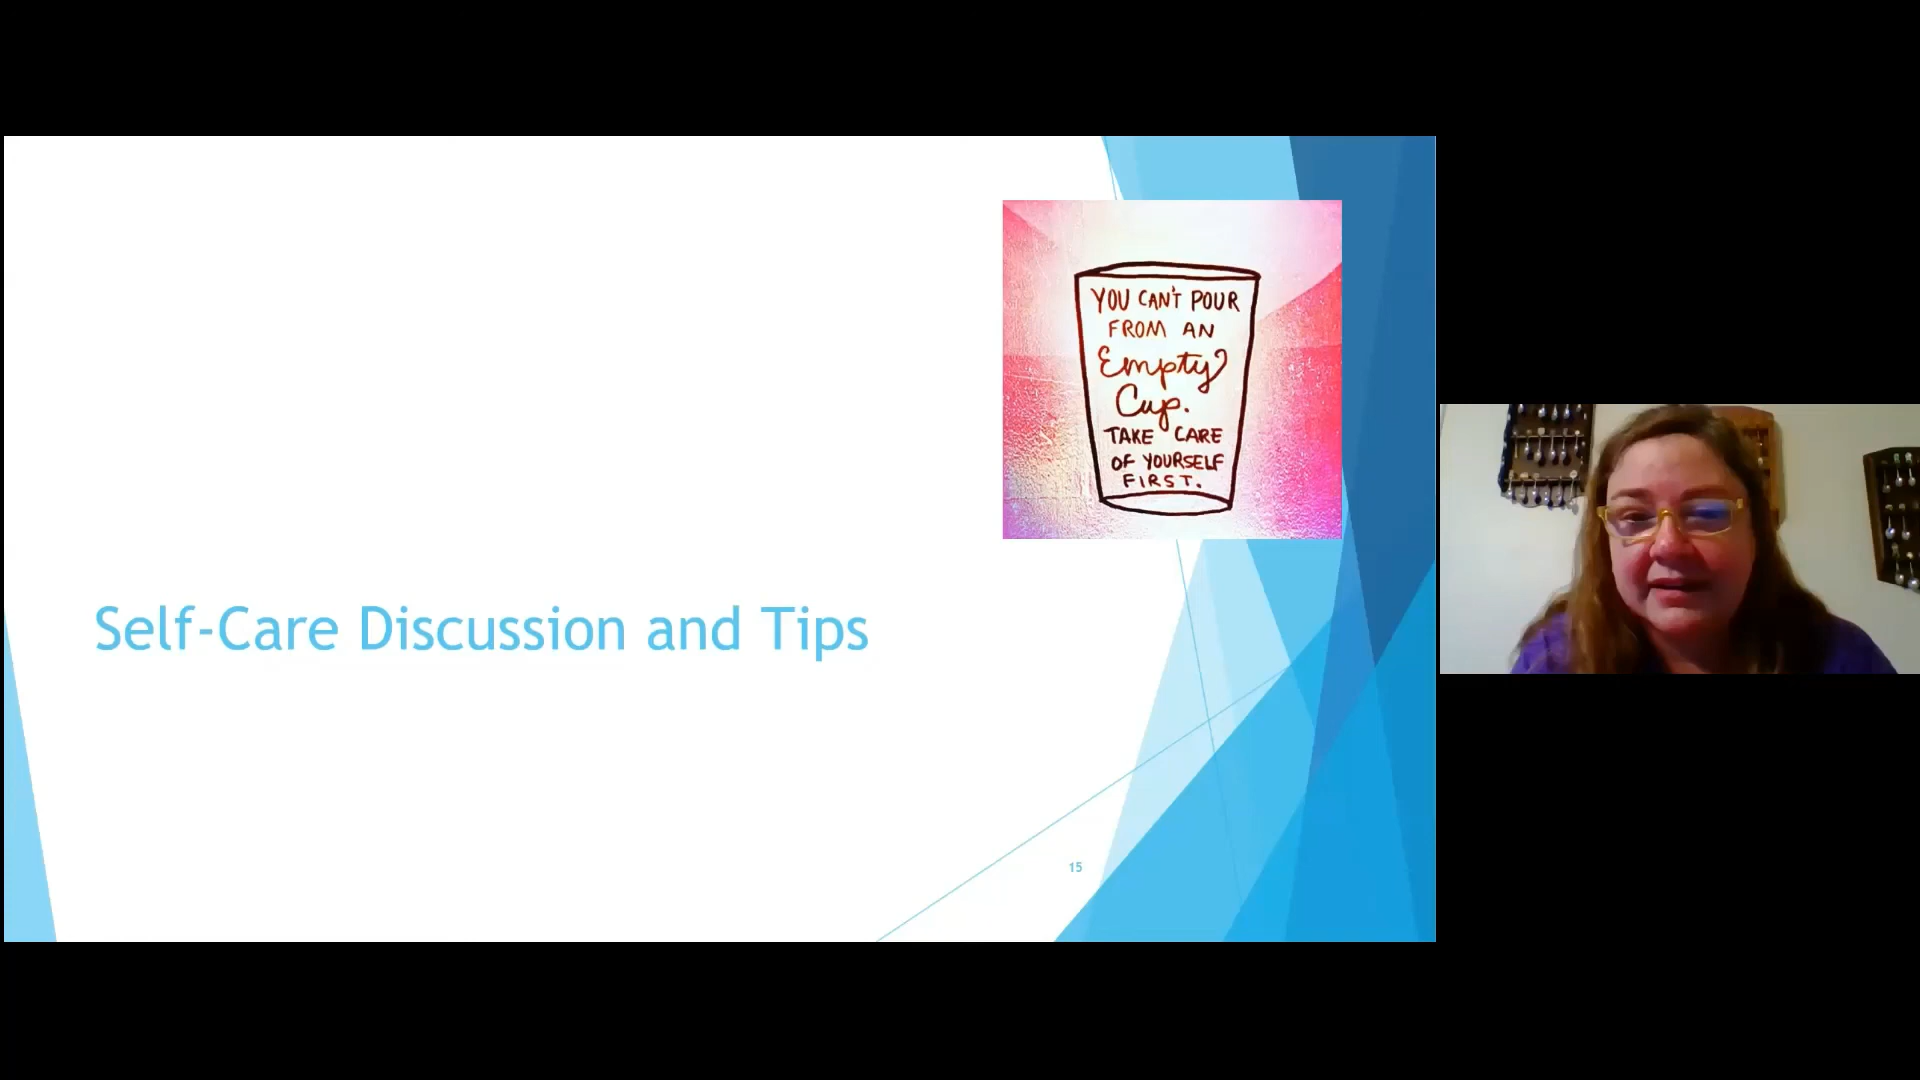 YOU CAN'T POUR
FROM AN
Empty
Cup.
TAKE CARE
OF YOURSELF
FIRST.
Self-Care Discussion and Tips
15